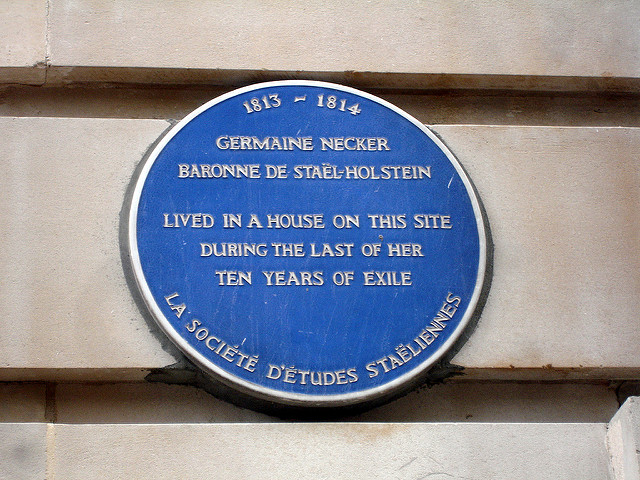 1813 - 1814
GERMAINE NECKER
BARONNE DE STAËL-HOLSTEIN
LIVED IN A HOUSE ON THIS SITE
DURING THE LAST OF HER
TEN YEARS OF EXILE
LA SOCIÉTÉ D'ÉTUDES STAËLIENNES